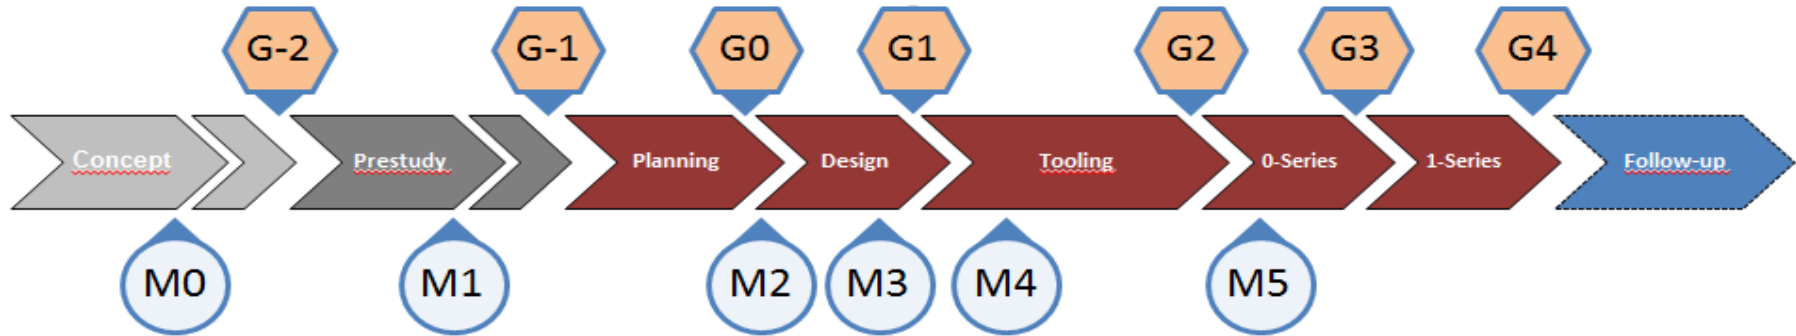 G-2
G-1
G0
G1
G2
G3
G4
Concept
Prestudy
Planning
Design
Tooling
0-Series
1-Series
Follow-up
M0
M1
M2
M3
M4
M5